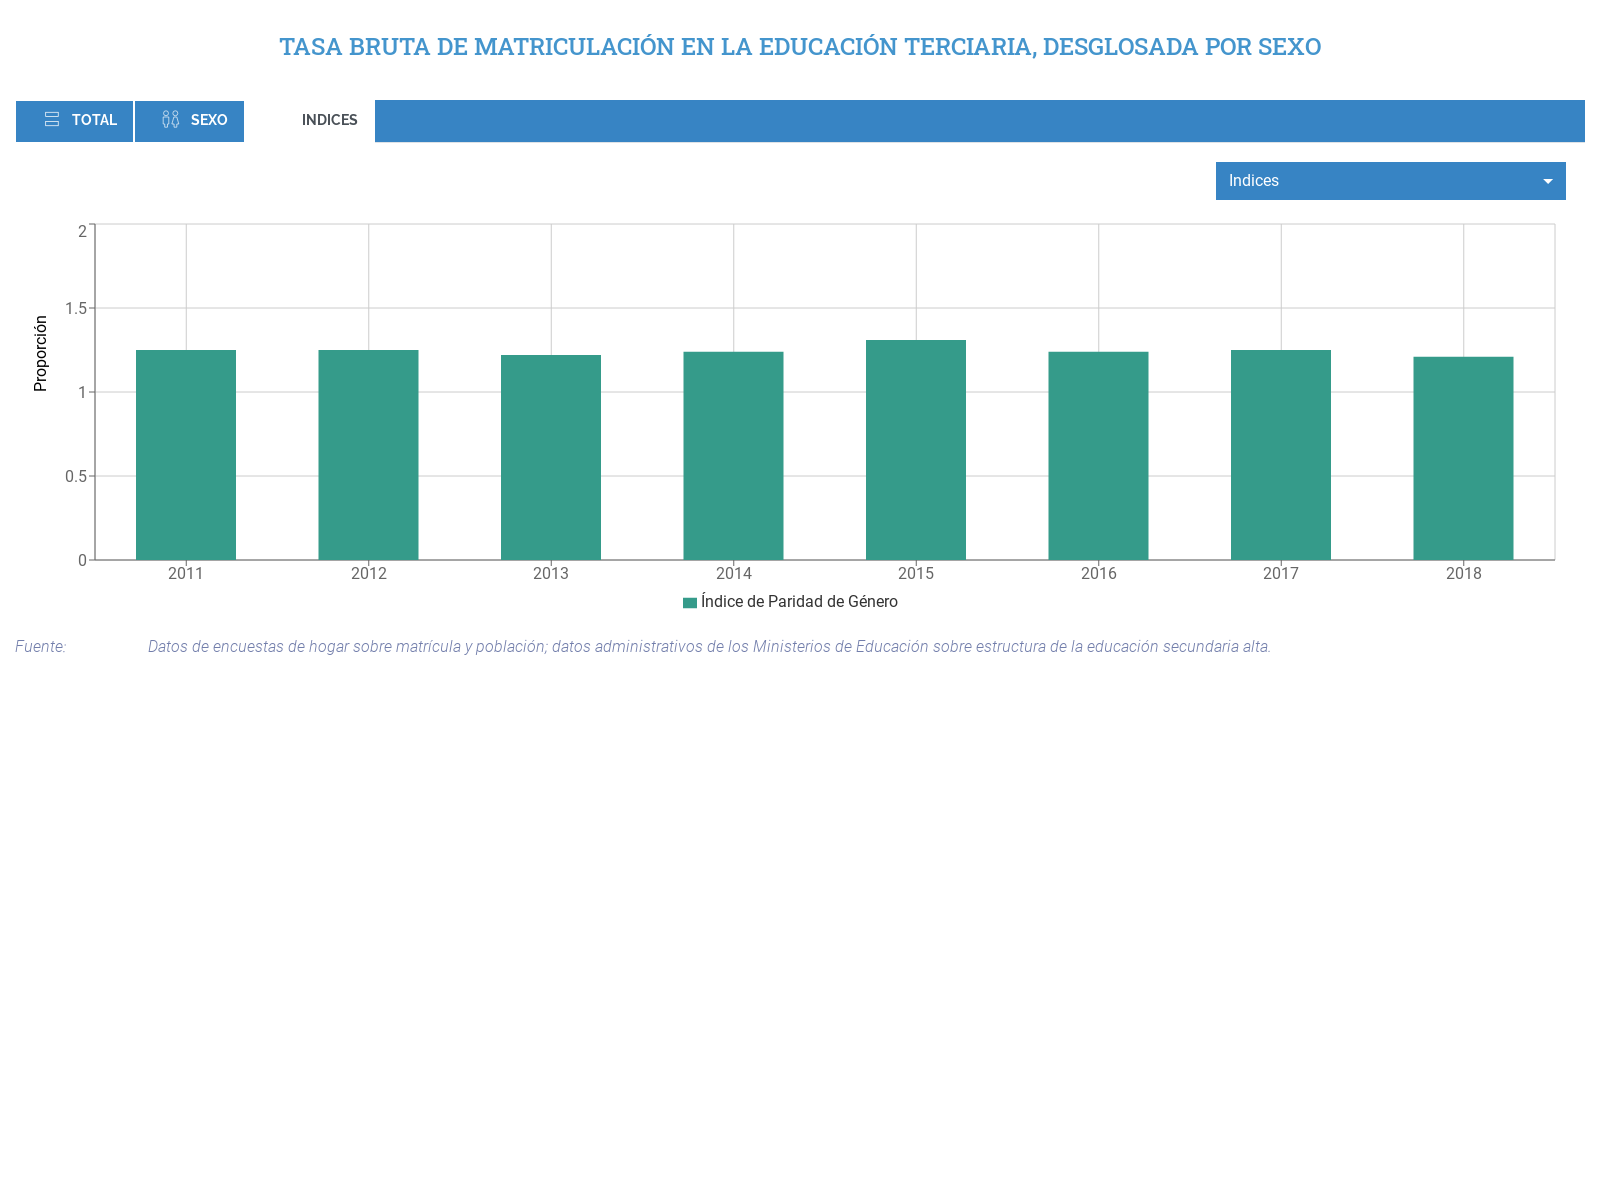 TASA BRUTA DE MATRICULACIÓN EN LA EDUCACIÓN TERCIARIA, DESGLOSADA POR SEXO
TOTAL
SEXO
INDICES
Indices
2
1.5
1
0.5
0
Proporción
2011
2012
2013
2014
2015
2016
2017
2018
Índice de Paridad de Género
Fuente: Datos de encuestas de hogar sobre matrícula y población; datos administrativos de los Ministerios de Educación sobre estructura de la educación secundaria alta.